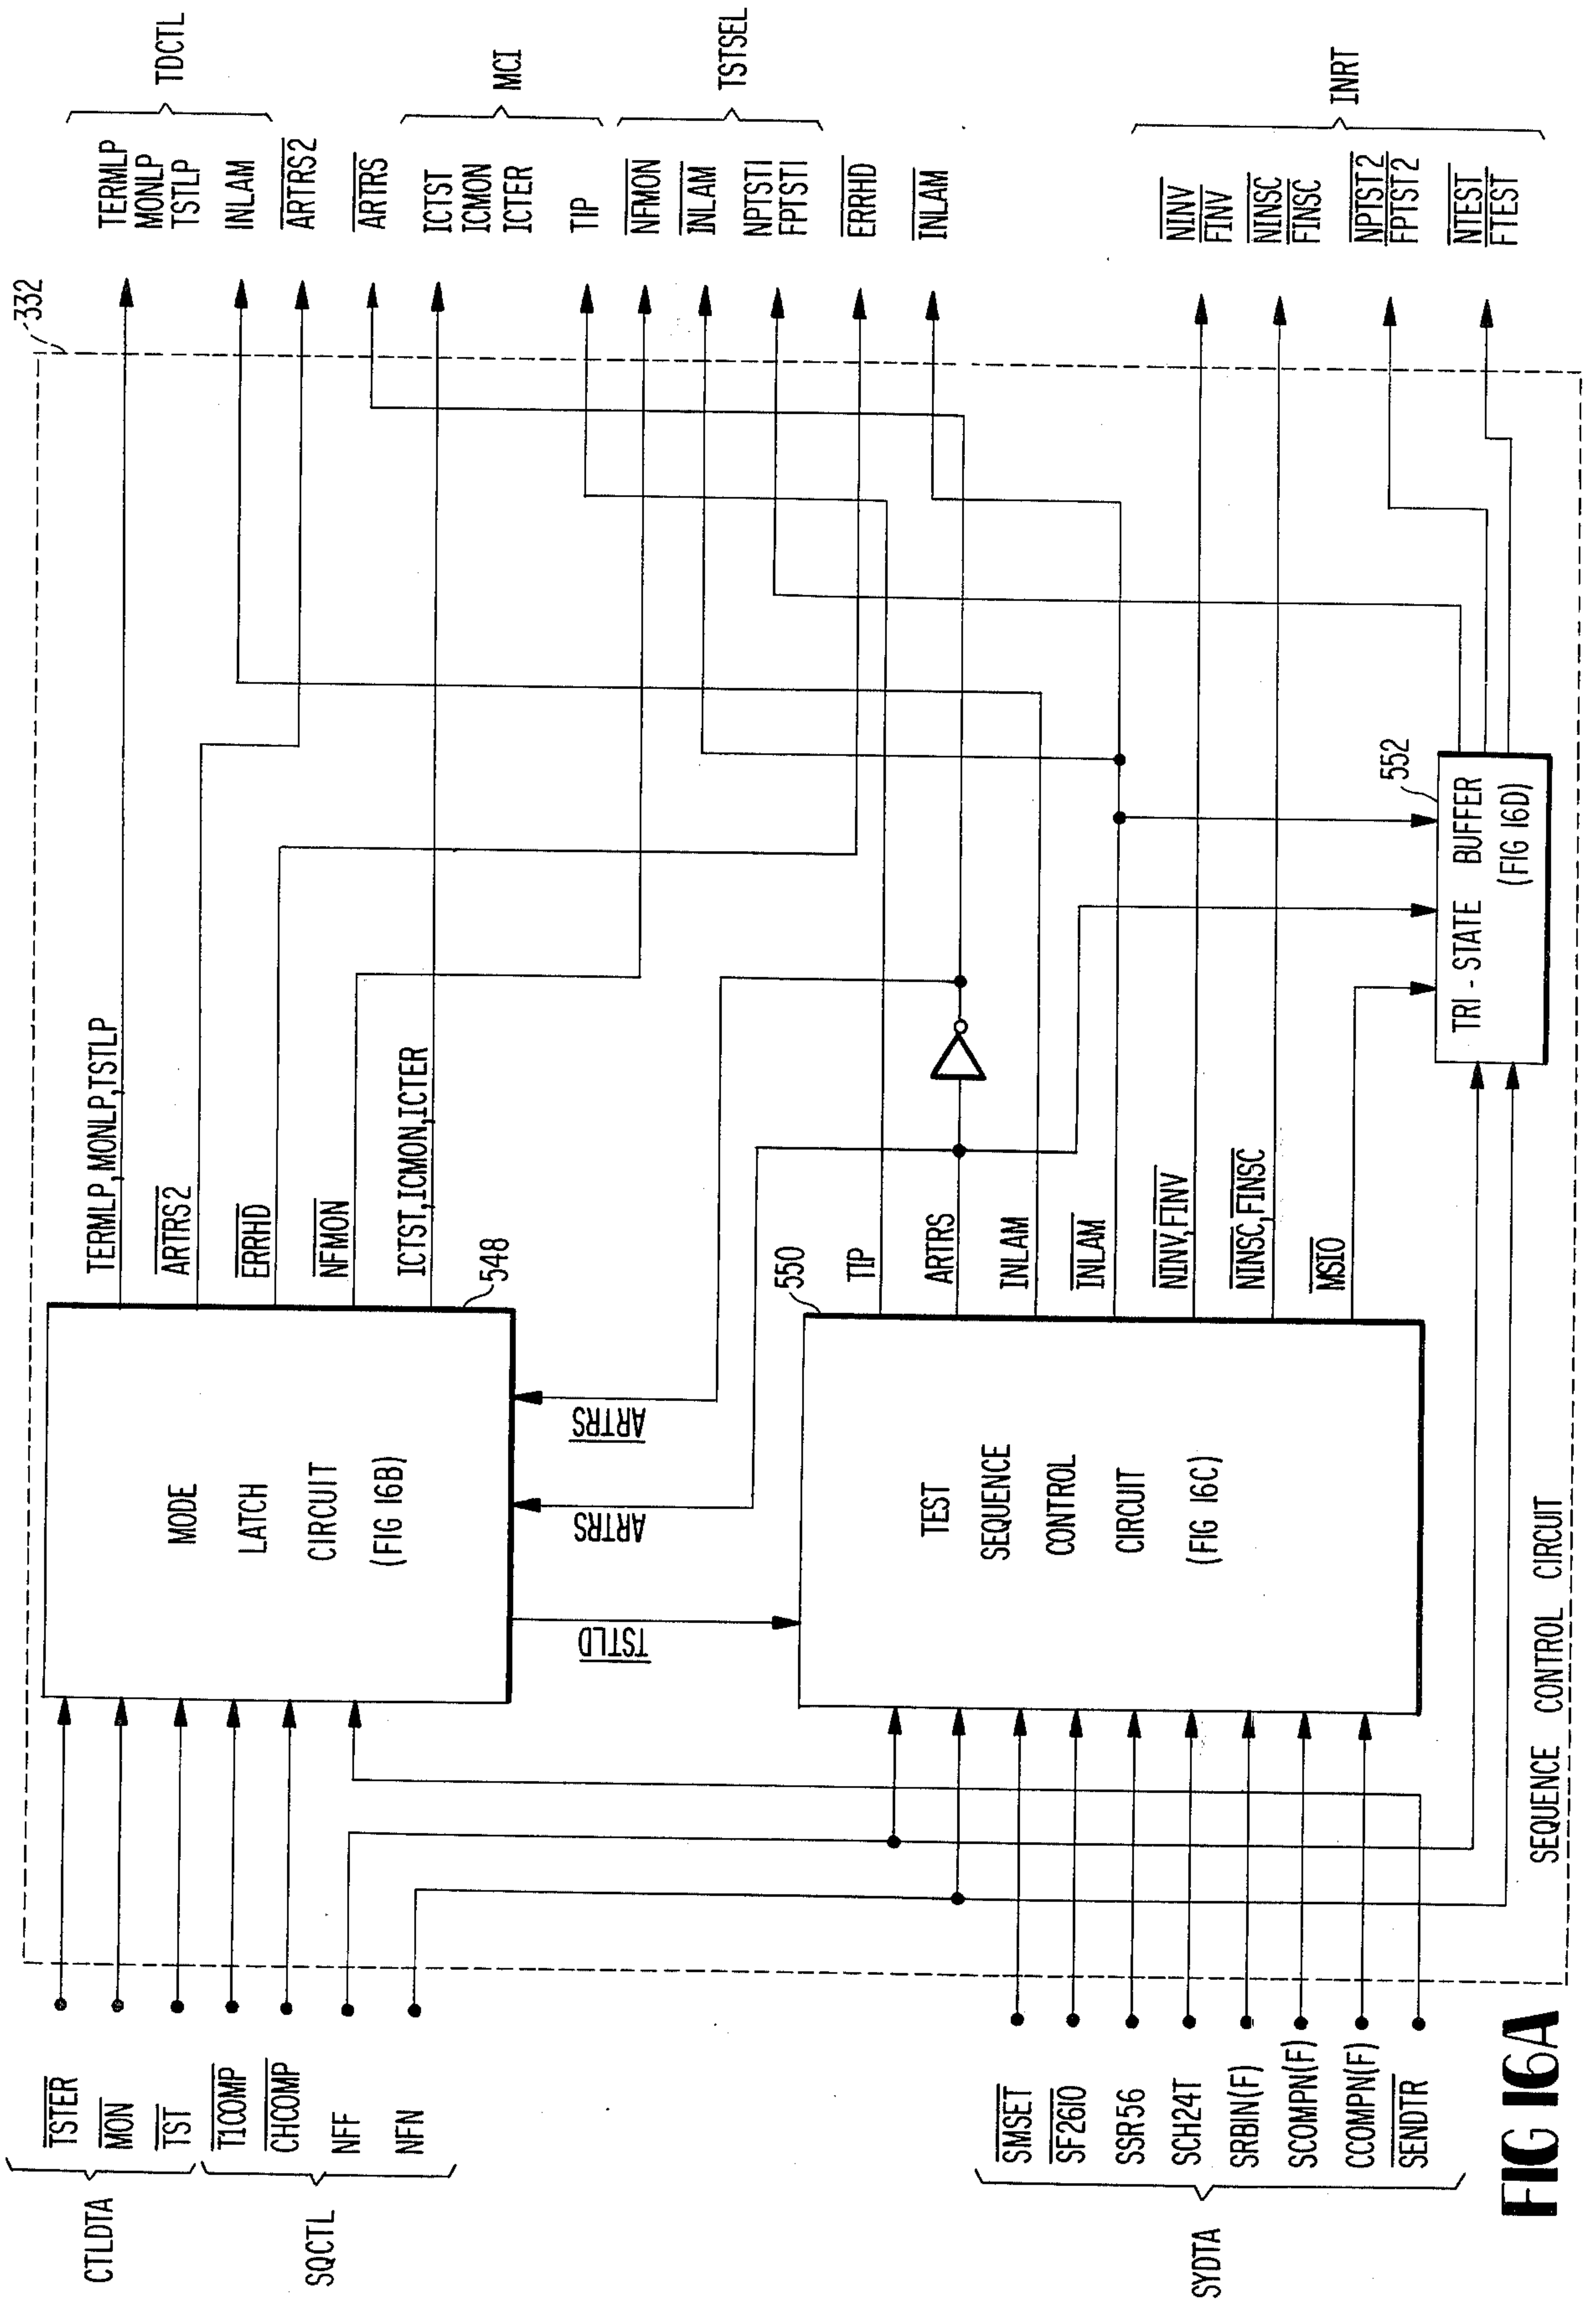 CTLDTA
TSTER
MON
TST
SQCTL
T1COMP
CHCOMP
NFF
NFN
SYDTA
SMSET
SF2610
SSR56
SCH24T
SRBIN(F)
SCOMPN(F)
CCOMPN(F)
SENDTR
MODE
LATCH
CIRCUIT
(FIG 16B)
548
TSTLD
ARTRS
ARTRS
TEST
SEQUENCE
CONTROL
CIRCUIT
(FIG 16C)
550
TERMLP,MONLP,TSTLP
ARTRS2
ERRHD
NFMON
ICTST,ICMON,ICTER
TIP
ARTRS
INLAM
INLAM
NINV,FINV
NINSC,FINSC
MSIO
TRI-STATE BUFFER
(FIG 16D)
552
332
TERMLP
MONLP
TSTLP
INLAM
TDCTL
ARTRS2
ARTRS
ICTST
ICMON
ICTER
TIP
MCI
NFMON
INLAM
NPTST1
FPTST1
TSTSEL
ERRHD
INLAM
NINV
FINV
NINSC
FINSC
NPTST2
FPTST2
NTEST
FTEST
INRT
SEQUENCE CONTROL CIRCUIT
FIG 16A